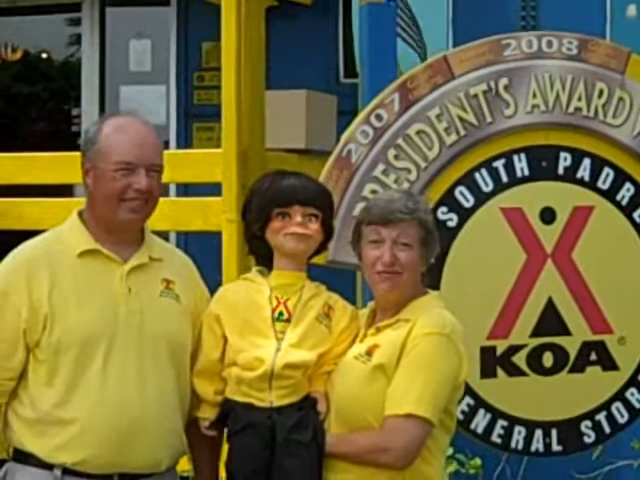 2007 2008
PRESIDENT'S AWARD
SOUTH PADRE
KOA
GENERAL STORE